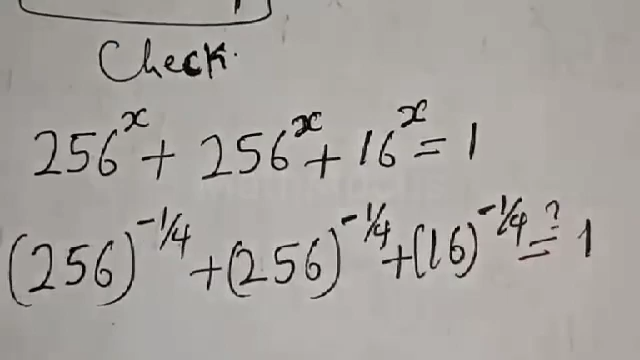 Check.
256^x + 256^x + 16^x = 1
(256)^-1/4 + (256)^-1/4 + (16)^-1/4 ?= 1